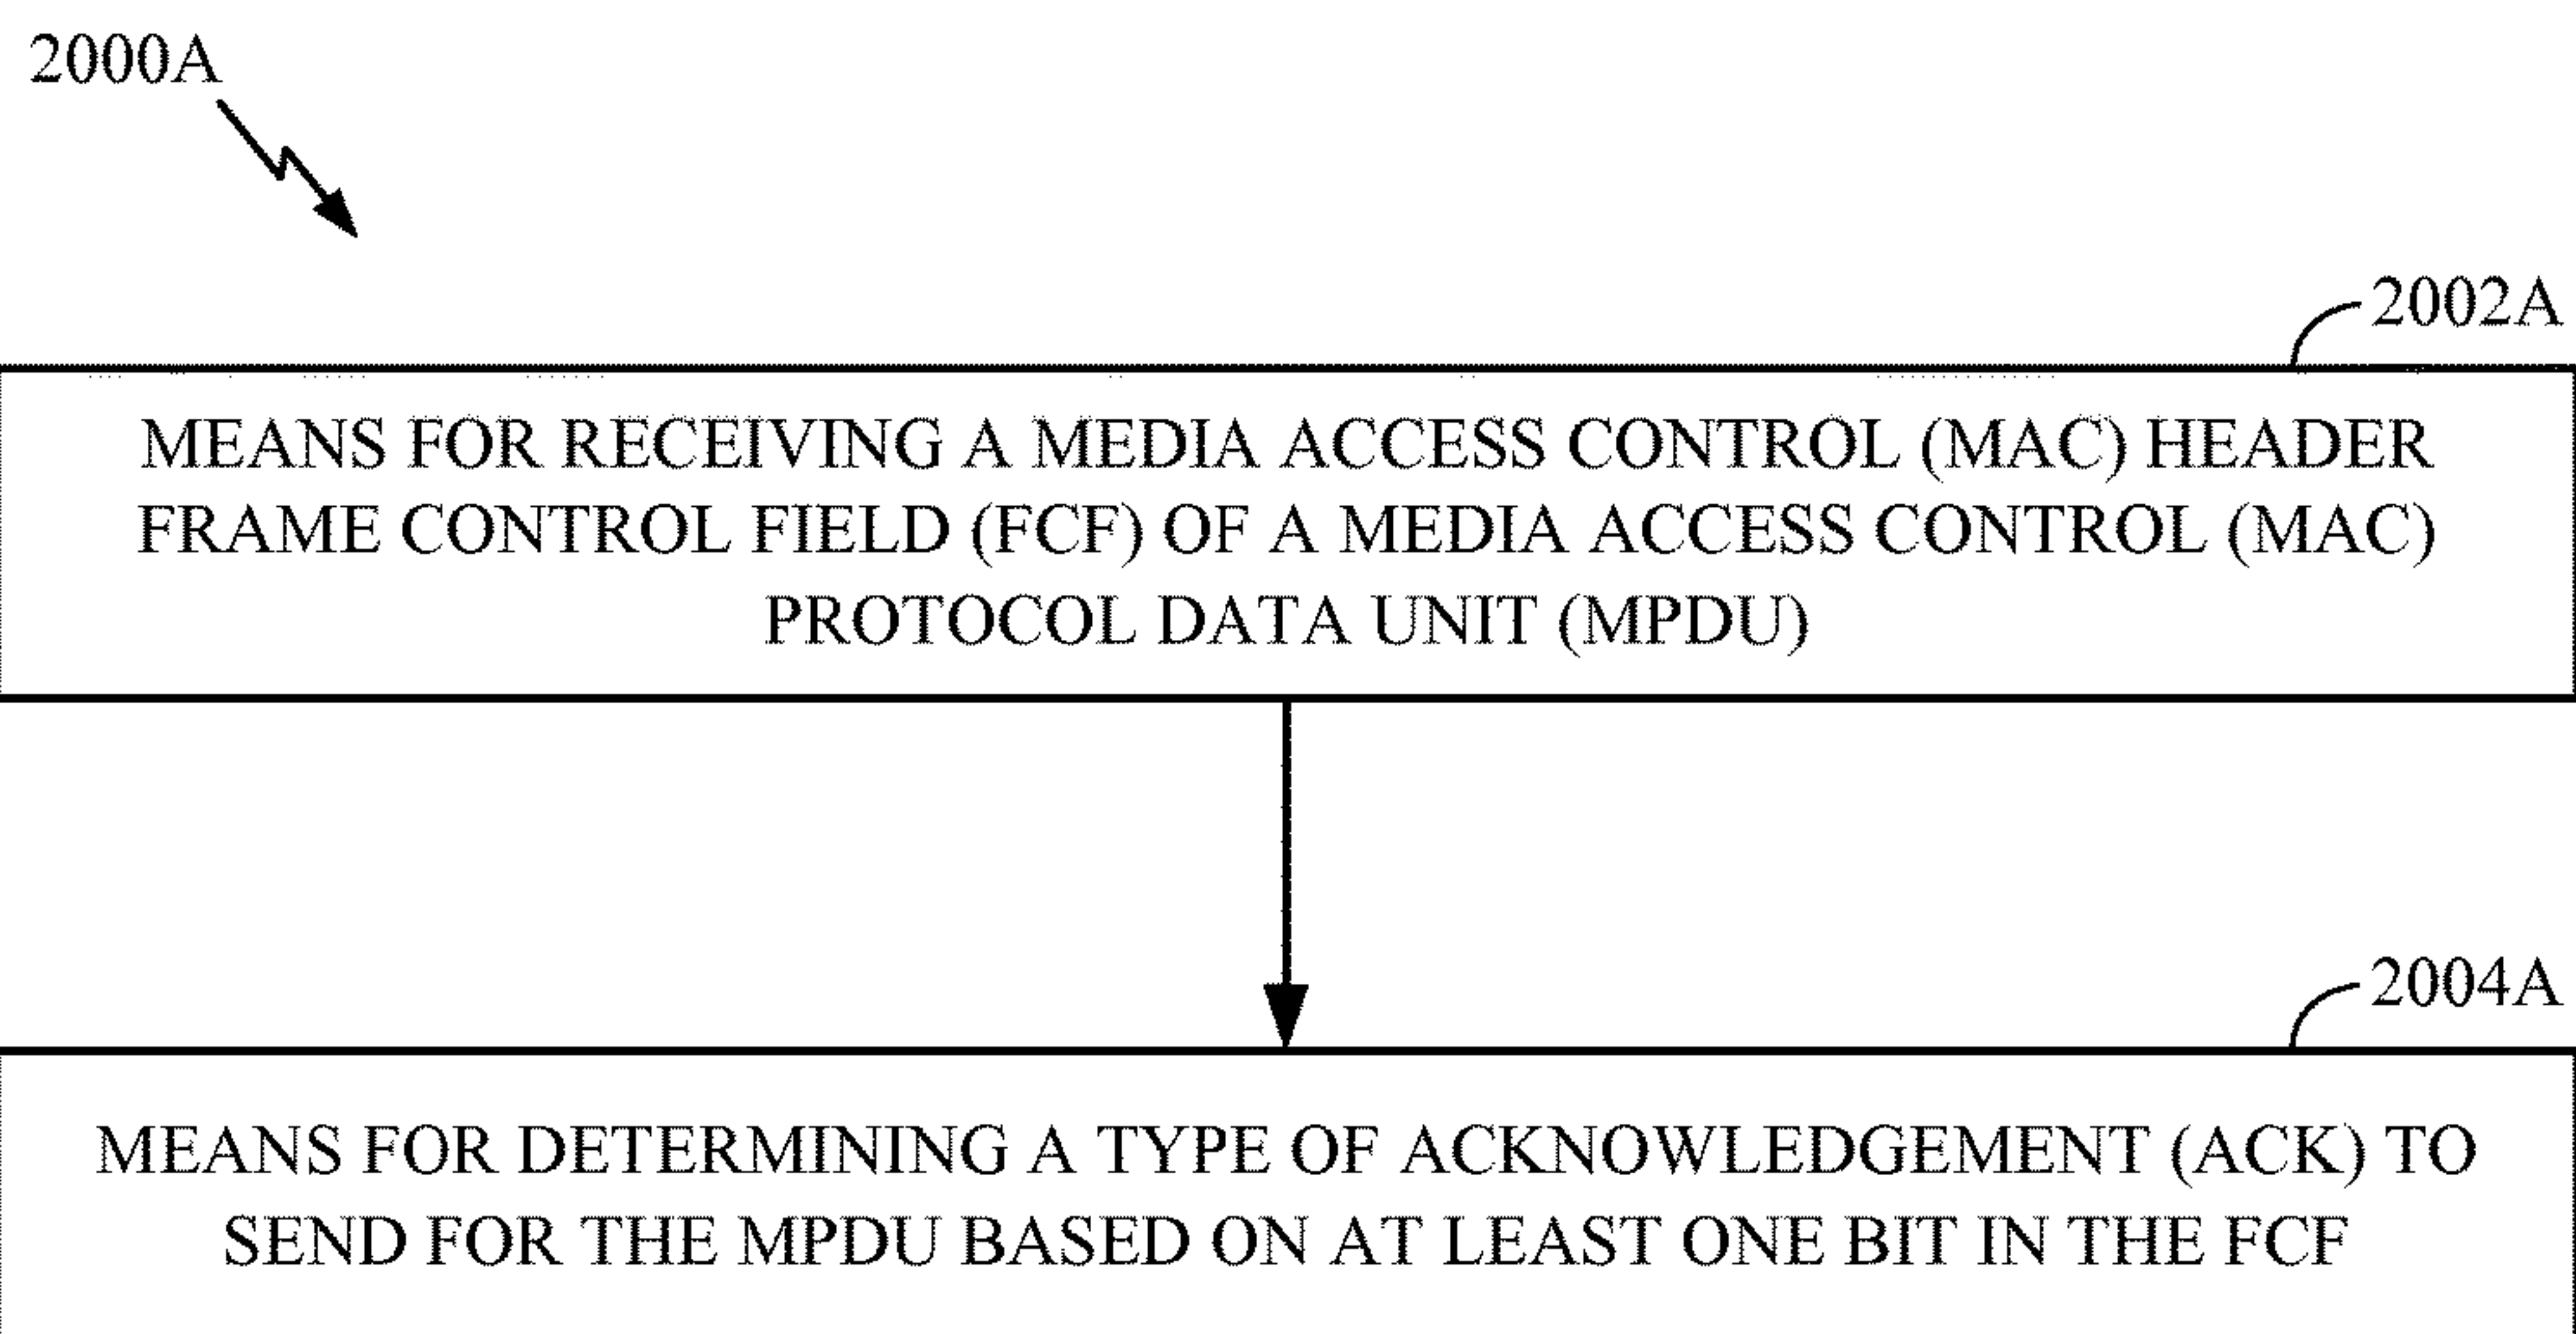 2000A
2002A
MEANS FOR RECEIVING A MEDIA ACCESS CONTROL (MAC) HEADER
FRAME CONTROL FIELD (FCF) OF A MEDIA ACCESS CONTROL (MAC)
PROTOCOL DATA UNIT (MPDU)
2004A
MEANS FOR DETERMINING A TYPE OF ACKNOWLEDGEMENT (ACK) TO
SEND FOR THE MPDU BASED ON AT LEAST ONE BIT IN THE FCF